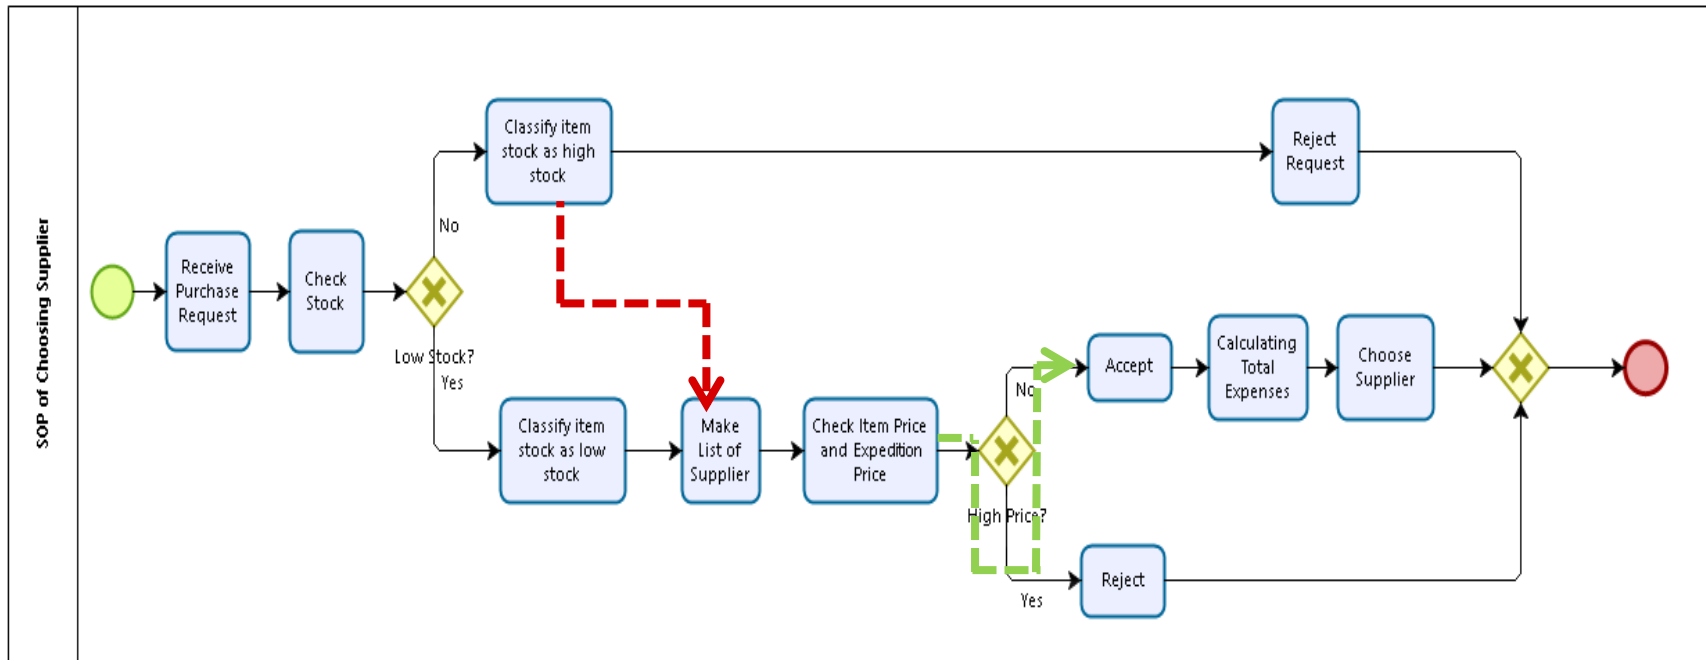 SOP of Choosing Supplier
Receive
Purchase
Request
Check
Stock
Low Stock?
No
Yes
Classify item
stock as high
stock
Classify item
stock as low
stock
Make
List of
Supplier
Check Item Price
and Expedition
Price
High Price?
No
Yes
Accept
Calculating
Total
Expenses
Choose
Supplier
Reject
Reject
Request